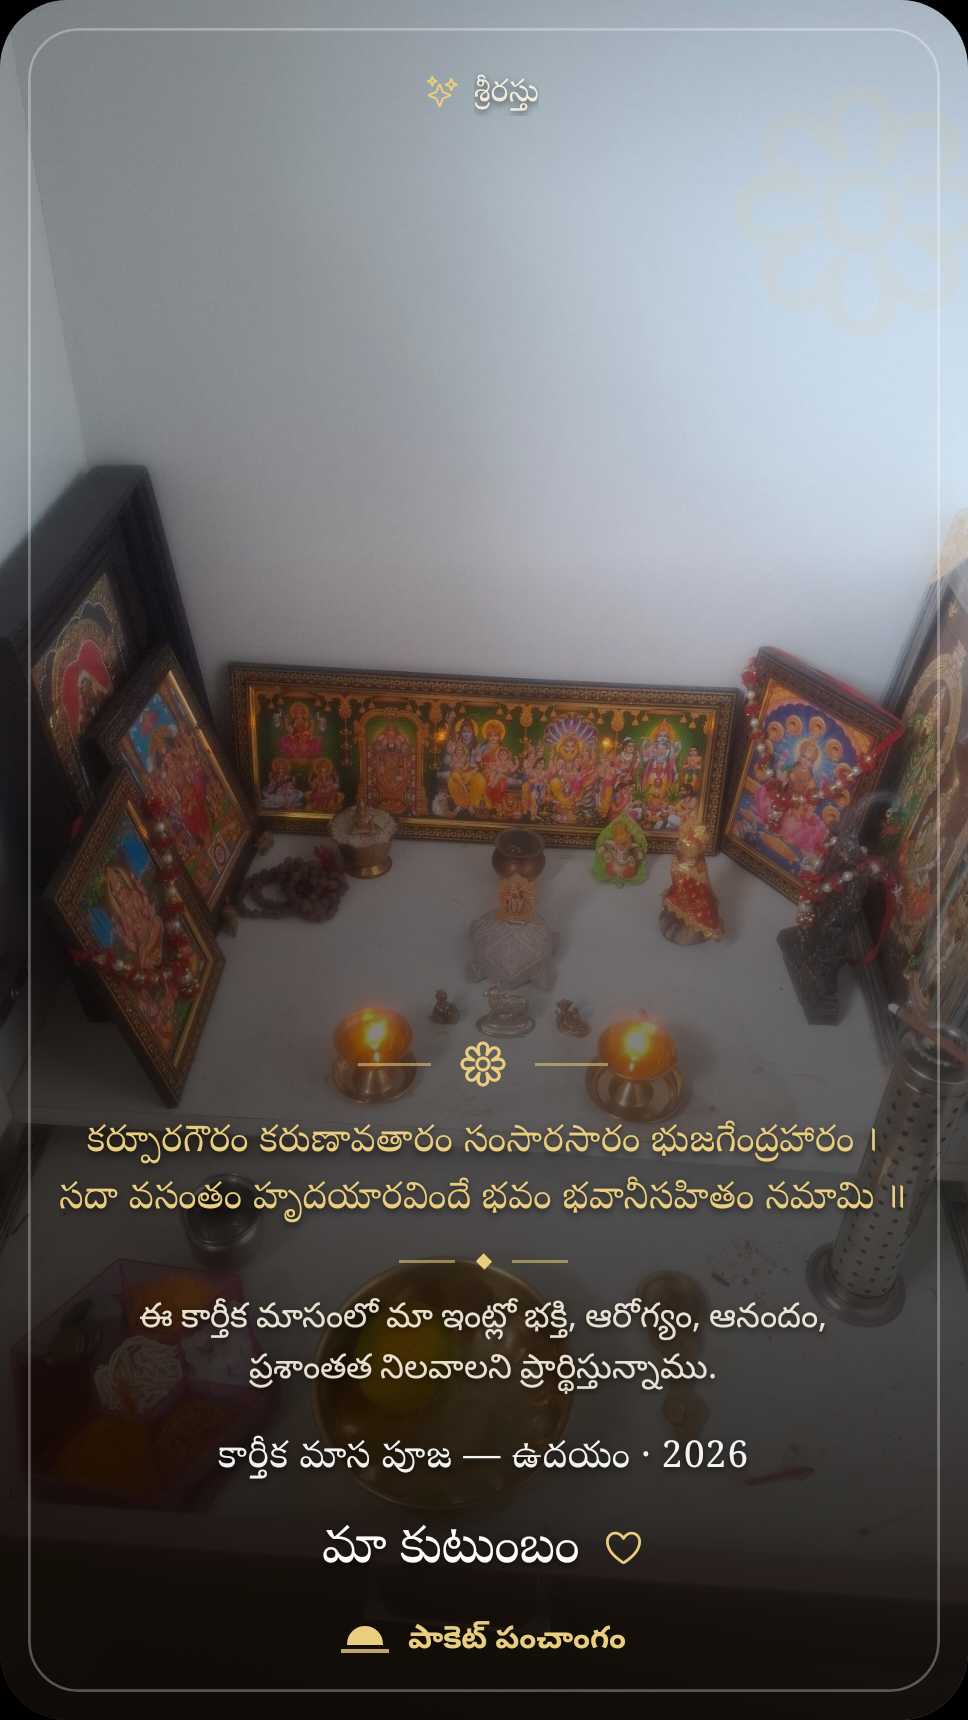 శ్రీరస్తు
కర్పూరగౌరం కరుణావతారం సంసారసారం భుజగేంద్రహారం ।
సదా వసంతం హృదయారవిందే భవం భవానీసహితం నమామి ॥
ఈ కార్తీక మాసంలో మా ఇంట్లో భక్తి, ఆరోగ్యం, ఆనందం,
ప్రశాంతత నిలవాలని ప్రార్థిస్తున్నాము.
కార్తీక మాస పూజ — ఉదయం · 2026
మా కుటుంబం
పాకెట్ పంచాంగం